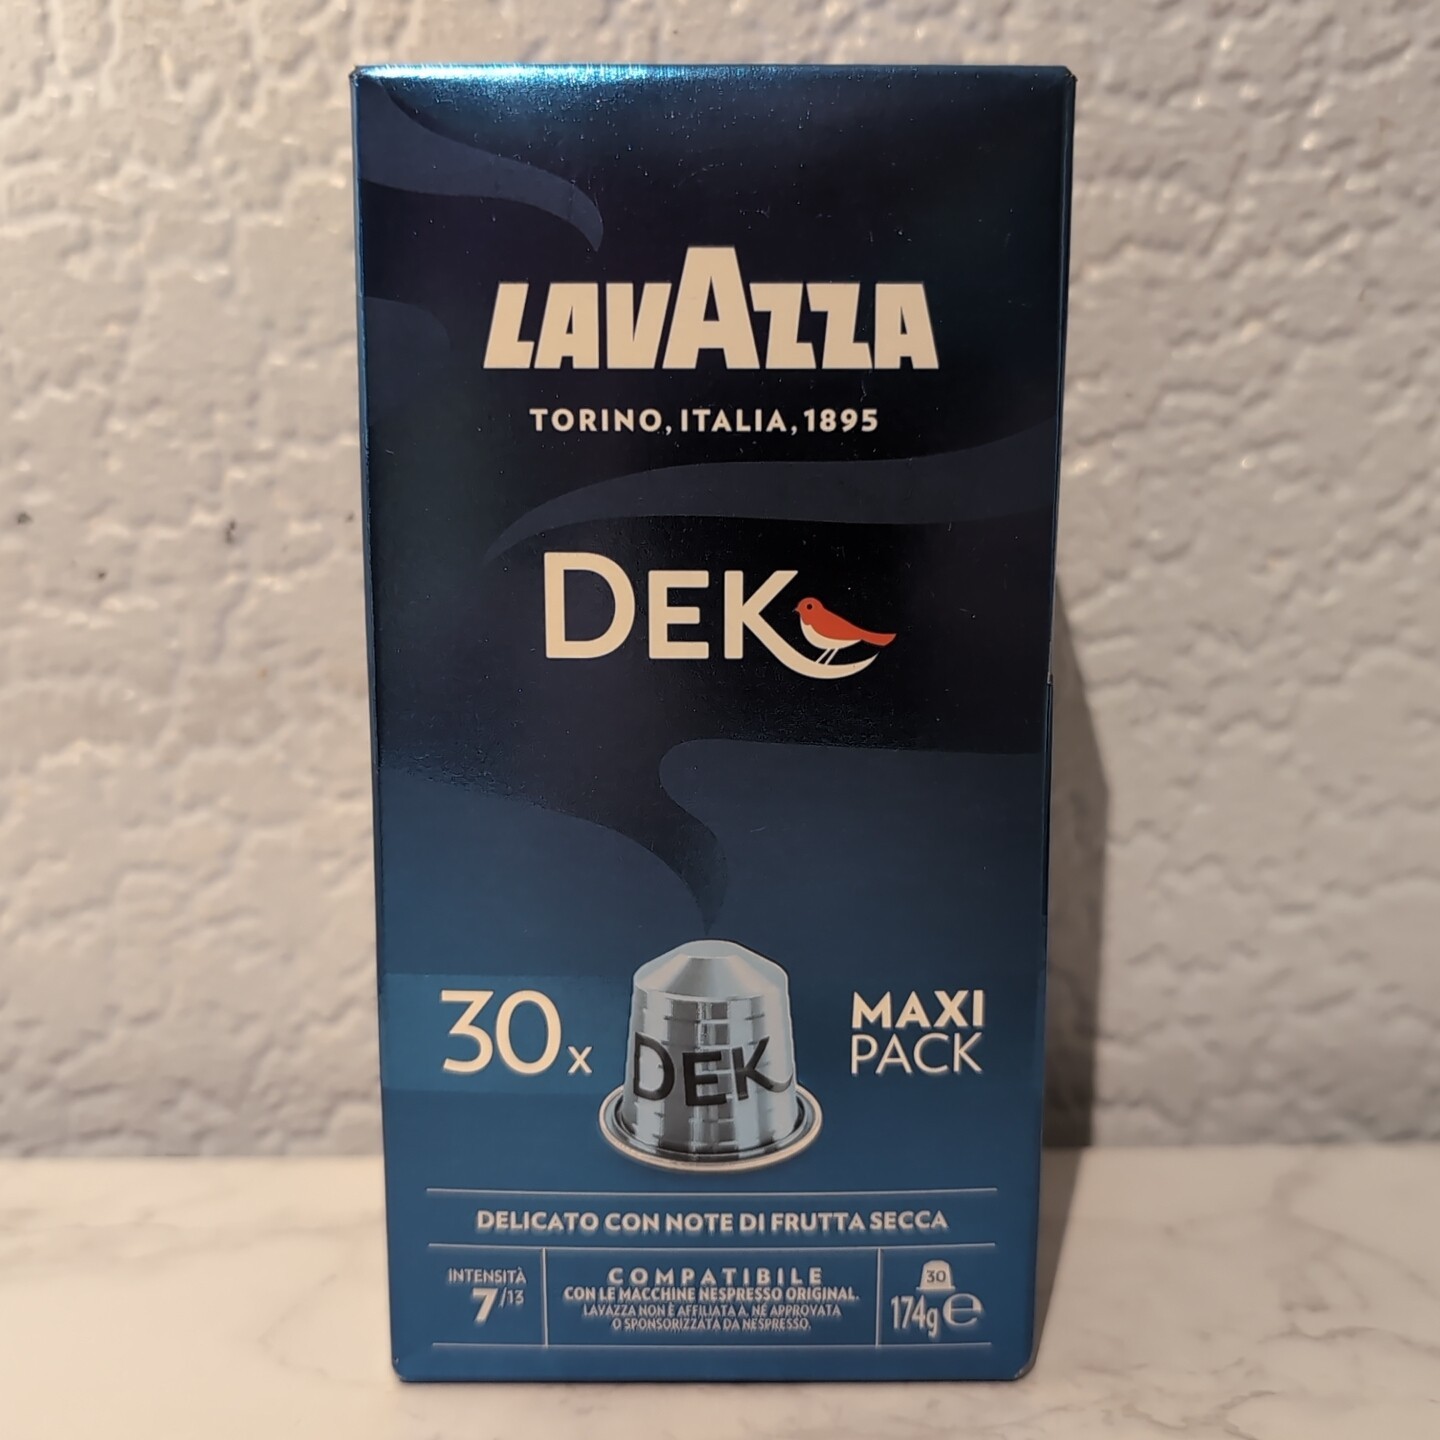 LAVAZZA
TORINO, ITALIA, 1895
DEK
30x
DEK
MAXI
PACK
DELICATO CON NOTE DI FRUTTA SECCA
INTENSITÀ
7/13
COMPATIBILE
CON LE MACCHINE NESPRESSO ORIGINAL.
LAVAZZA NON È AFFILIATA A, NÉ APPROVATA
O SPONSORIZZATA DA NESPRESSO.
30
174g ℮